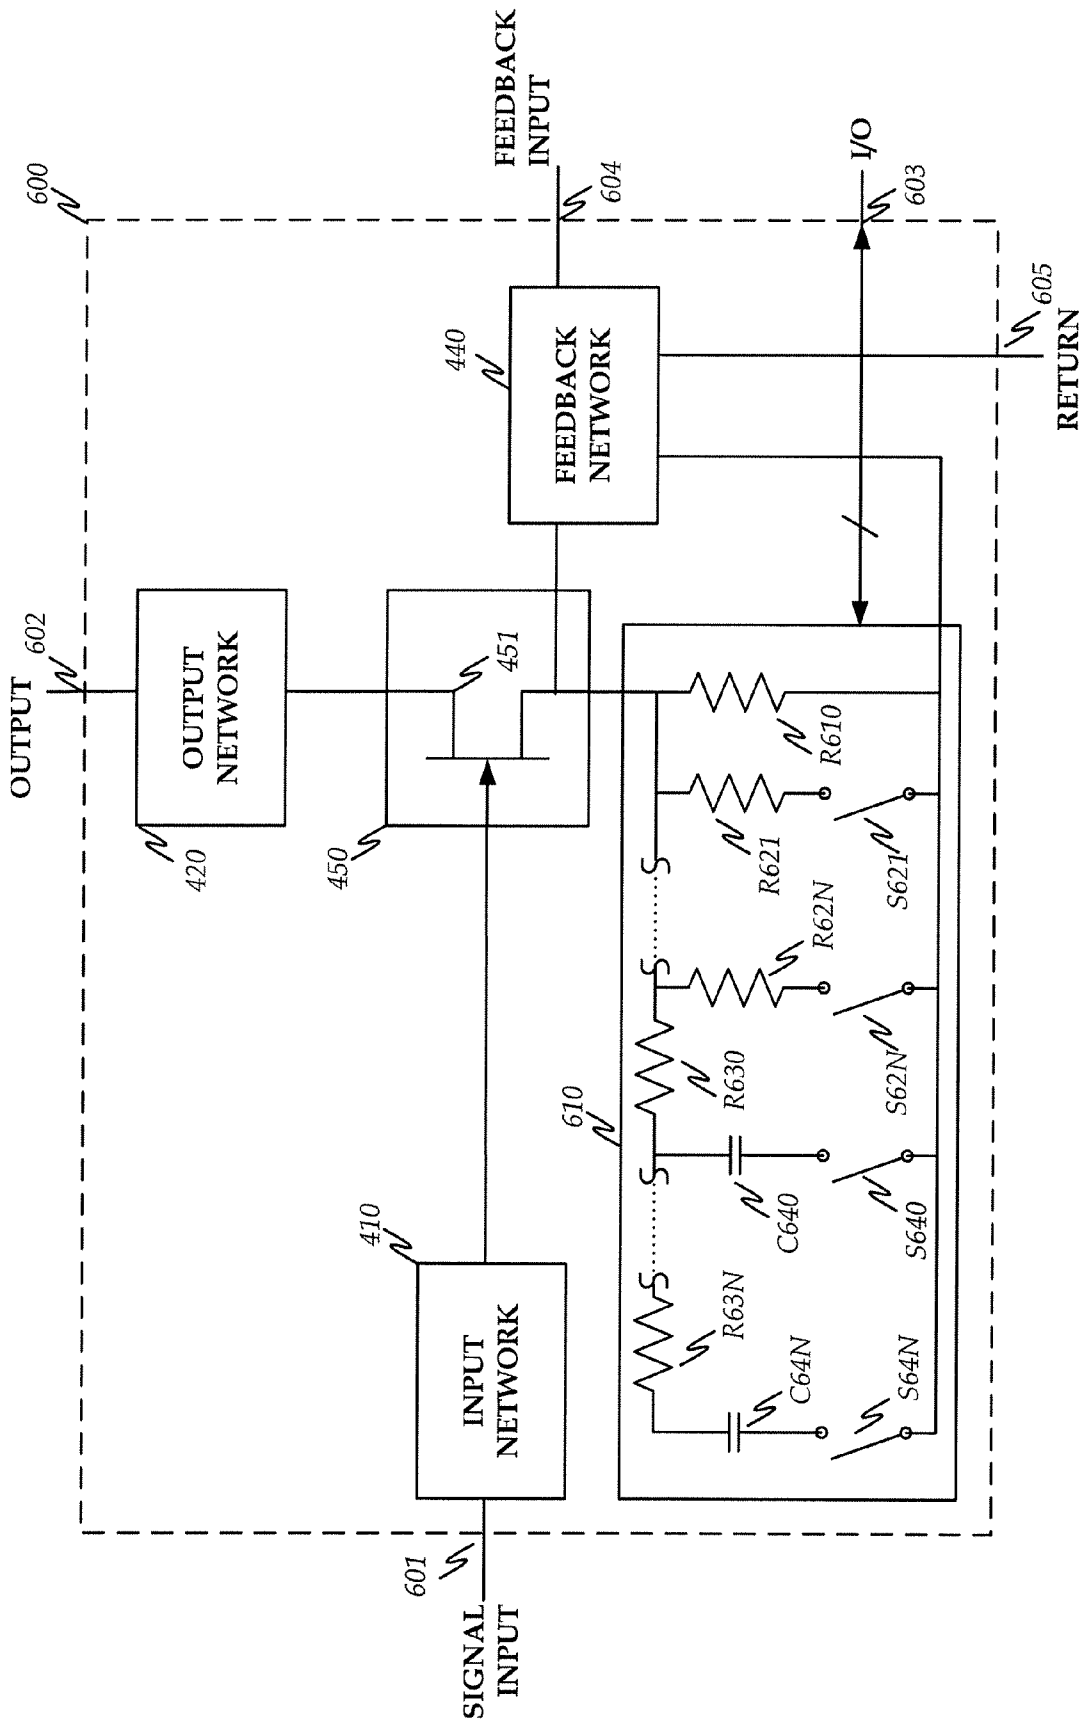 OUTPUT
602
600
OUTPUT
NETWORK
420
FEEDBACK
INPUT
604
450
451
440
FEEDBACK
NETWORK
410
INPUT
NETWORK
601
SIGNAL
INPUT
610
I/O
603
R63N
R630
R62N
R621
R610
C64N
C640
S64N
S640
S62N
S621
605
RETURN